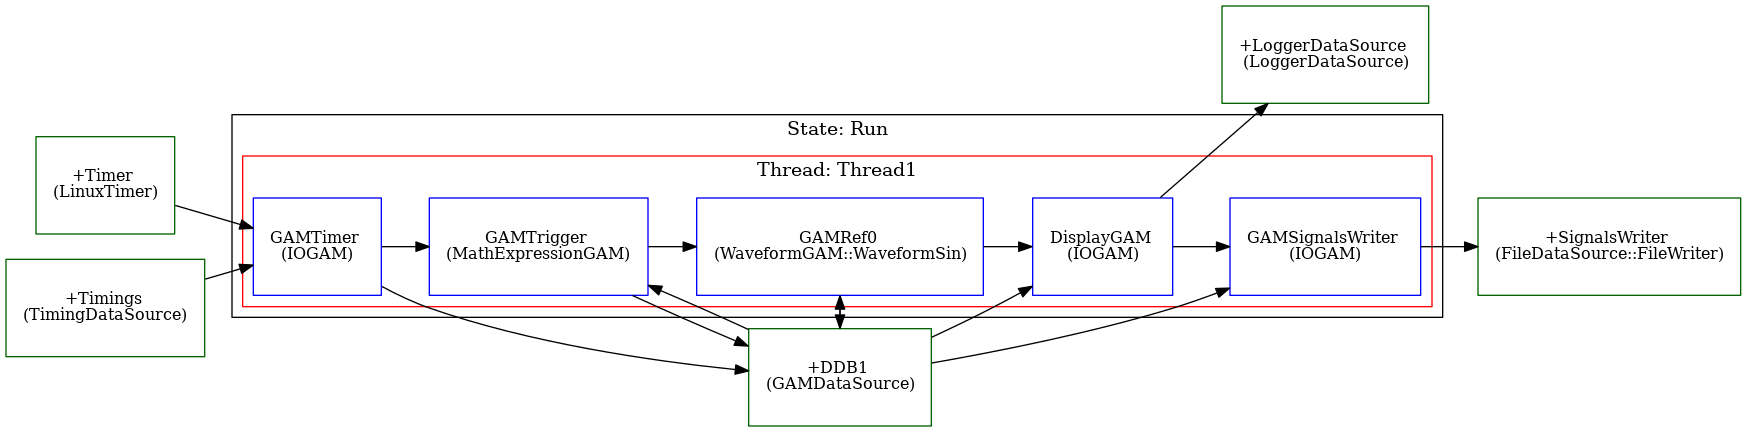 +LoggerDataSource
(LoggerDataSource)
State: Run
Thread: Thread1
+Timer
(LinuxTimer)
GAMTimer
(IOGAM)
GAMTrigger
(MathExpressionGAM)
GAMRef0
(WaveformGAM::WaveformSin)
DisplayGAM
(IOGAM)
GAMSignalsWriter
(IOGAM)
+SignalsWriter
(FileDataSource::FileWriter)
+Timings
(TimingDataSource)
+DDB1
(GAMDataSource)